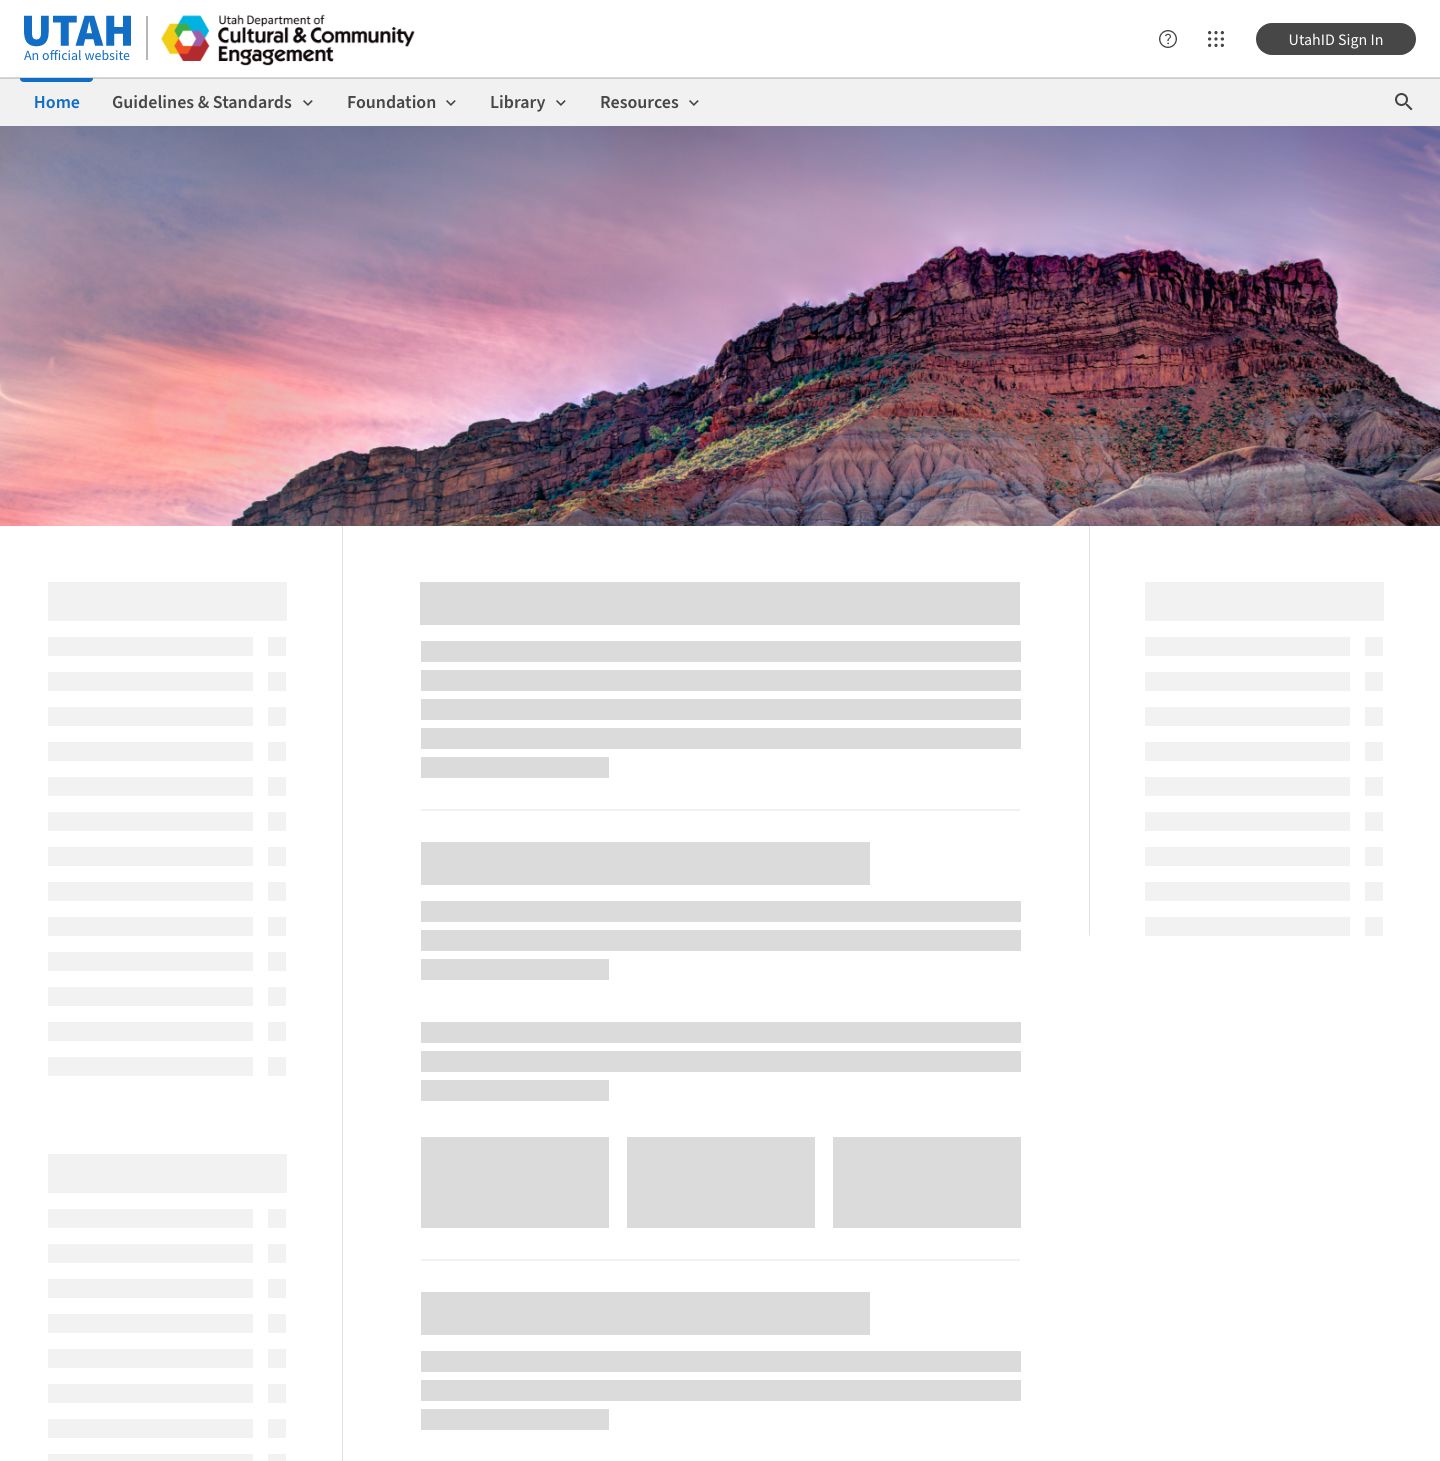 UTAH
An official website
Utah Department of
Cultural & Community
Engagement
UtahID Sign In
Home
Guidelines & Standards
Foundation
Library
Resources